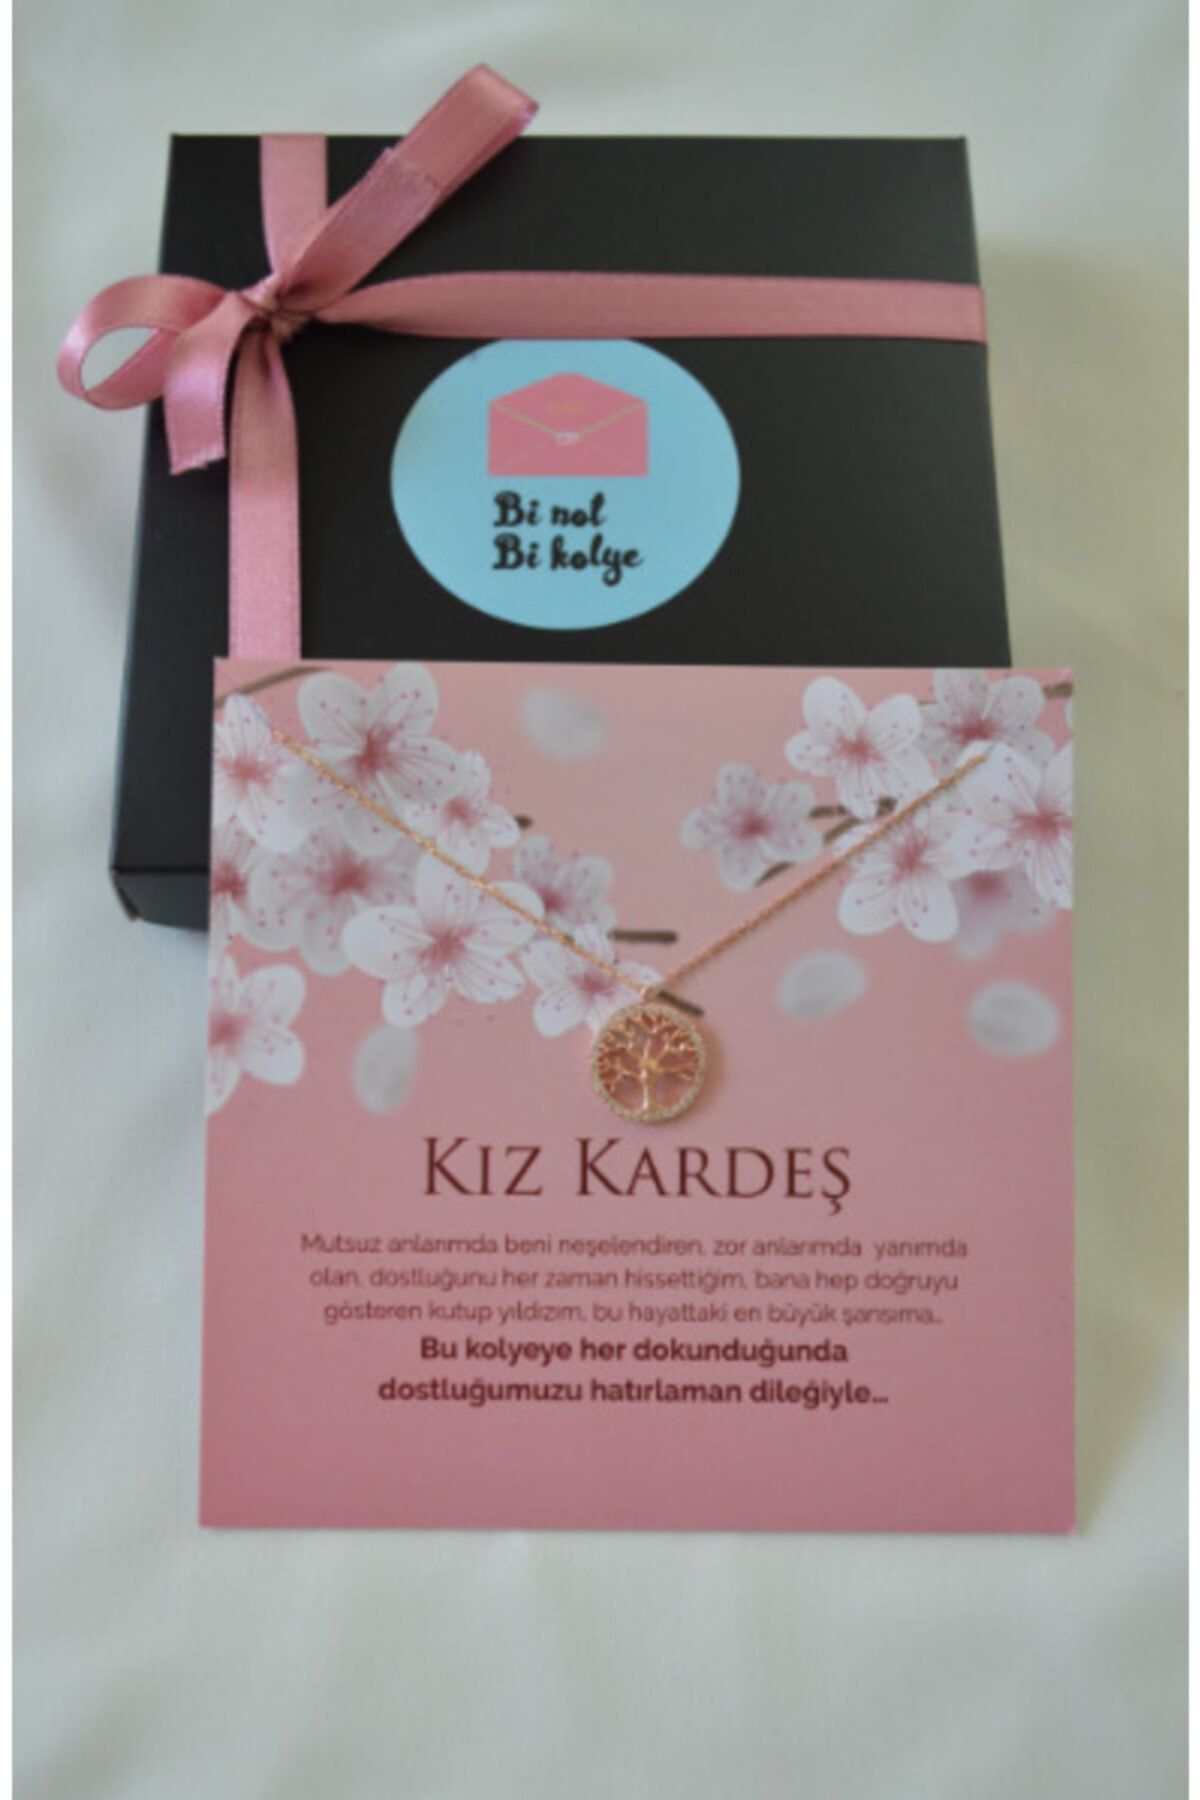 Bi not
Bi kolye
KIZ KARDEŞ
Mutsuz anlarımda beni neşelendiren, zor anlarımda yanımda
olan, dostluğunu her zaman hissettiğim, bana hep doğruyu
gösteren kutup yıldızım, bu hayattaki en büyük şansıma...
Bu kolyeye her dokunduğunda
dostluğumuzu hatırlaman dileğiyle...